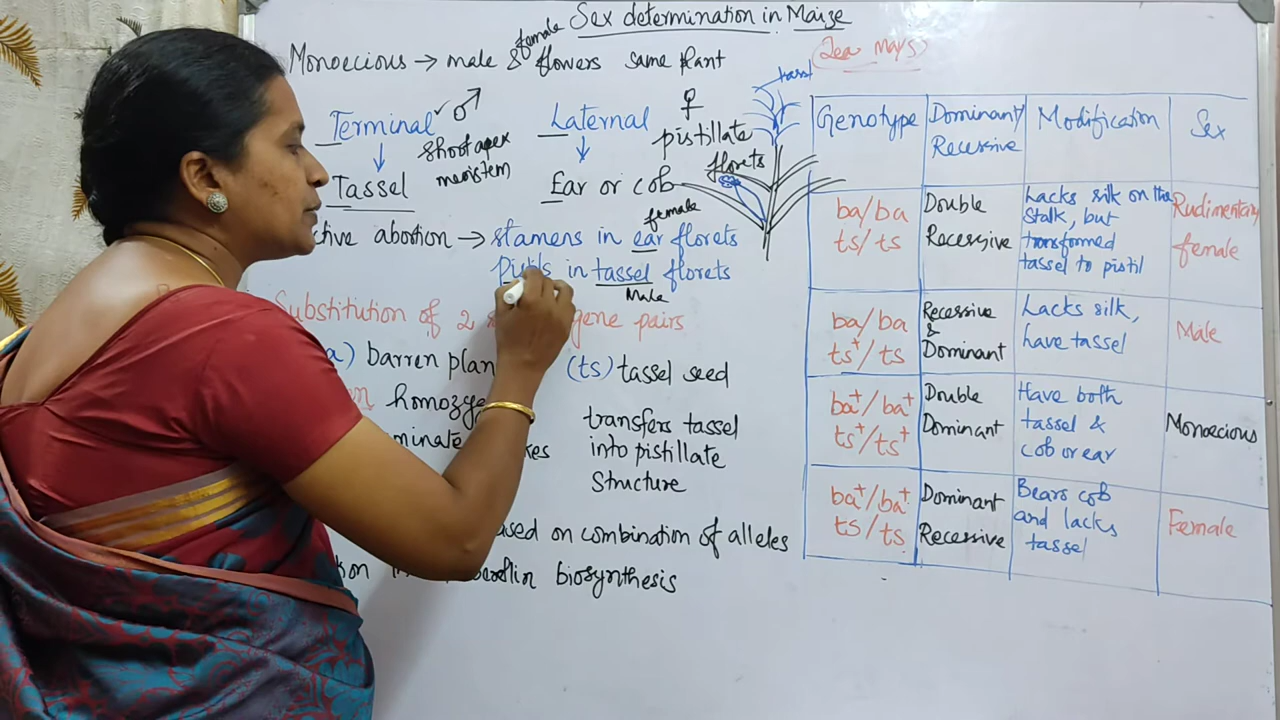 Sex determination in Maize
(Zea mays)
Monoecious → male & female flowers same plant
Terminal ✓ ♂
shoot apex
meristem
Tassel
Laternal ♀
pistillate
florets
Ear or cob
tassel
ctive abortion → stamens in ear florets
female
Pistils in tassel florets
Male
Substitution of 2 gene pairs
a) barren plan
(ts) tassel seed
homozyg
transfers tassel
minate kes
into pistillate
Structure
ased on combination of alleles
biosynthesis
Genotype Dominant/ Recessive Modification Sex
ba/ba
ts/ts
Double
Recessive
Lacks silk on the
stalk, but
transformed
tassel to pistil
Rudimentary
female
ba/ba
ts+/ts
Recessive
&
Dominant
Lacks silk,
have tassel
Male
ba+/ba+
ts+/ts+
Double
Dominant
Have both
tassel &
cob or ear
Monoecious
ba+/ba+
ts/ts
Dominant
Recessive
Bears cob
and lacks
tassel
Female